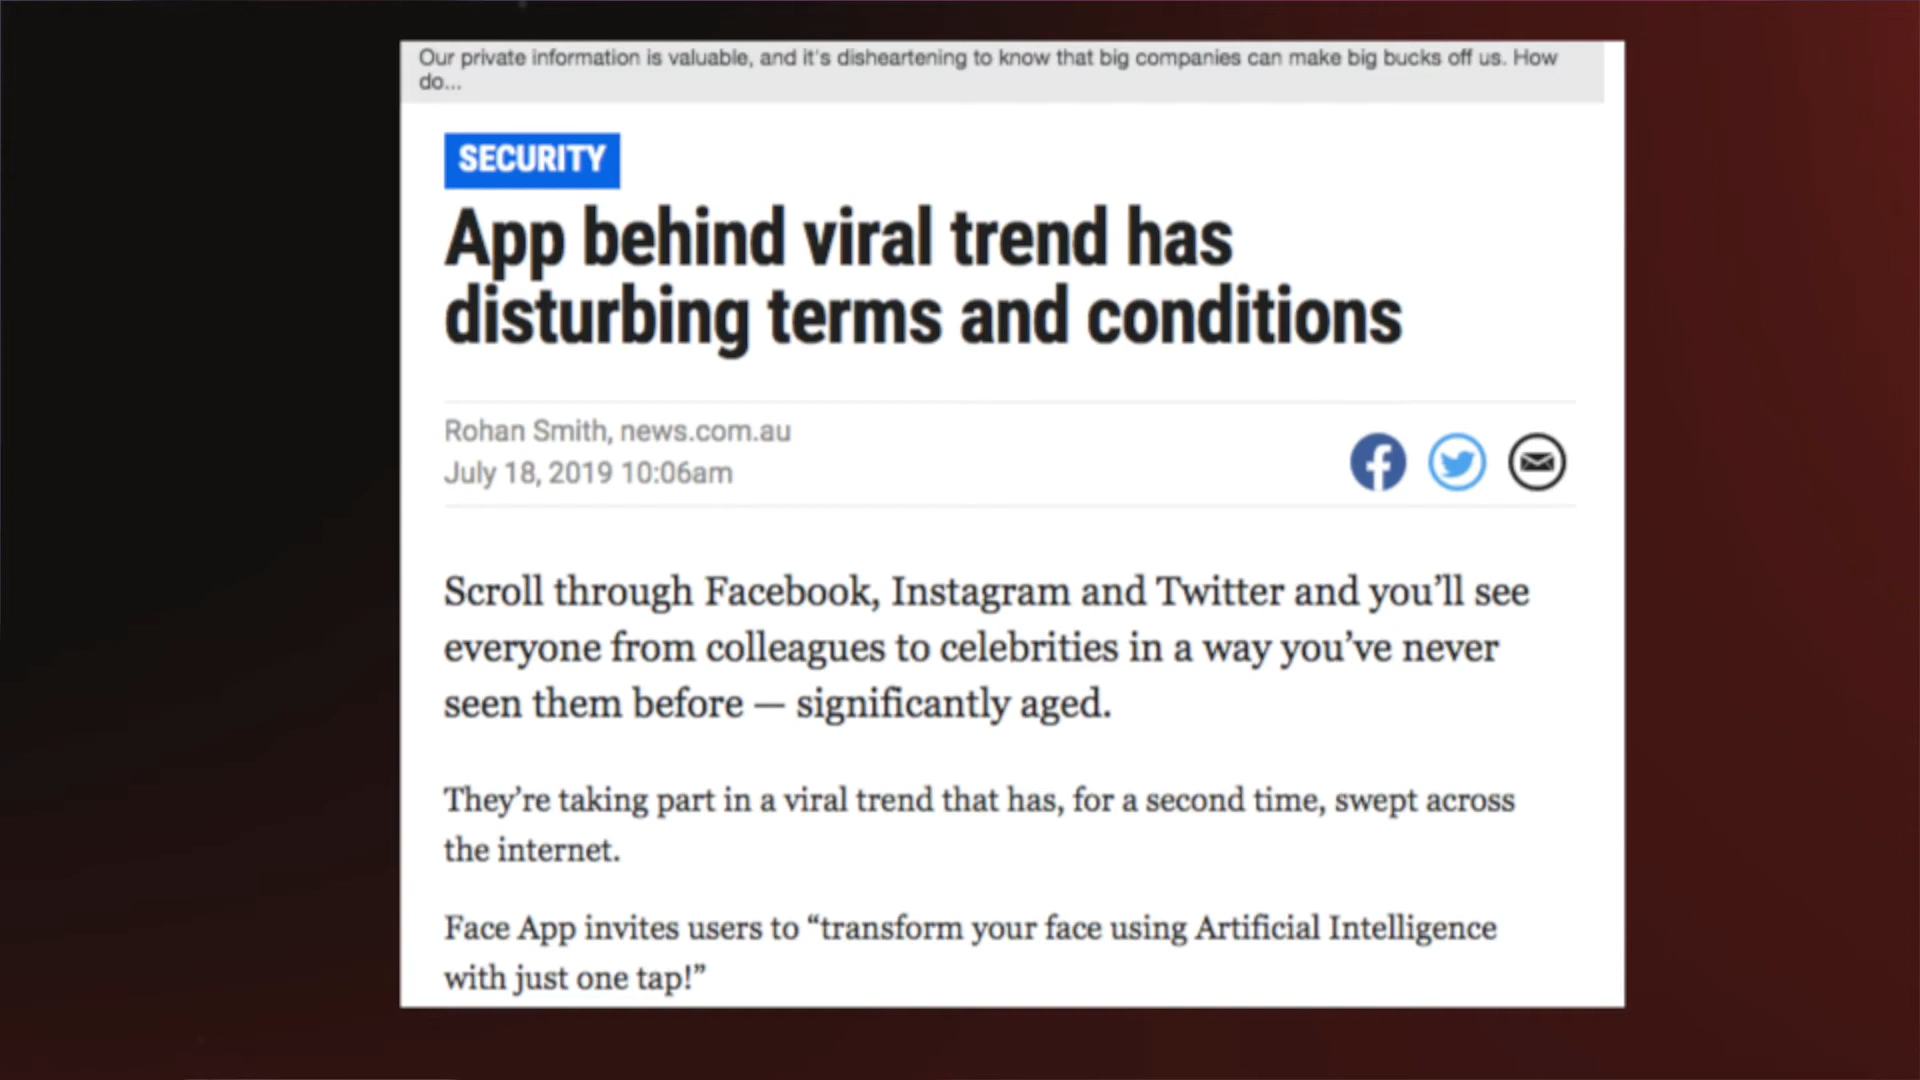 Our private information is valuable, and it's disheartening to know that big companies can make big bucks off us. How
do...
SECURITY
App behind viral trend has
disturbing terms and conditions
Rohan Smith, news.com.au
July 18, 2019 10:06am
Scroll through Facebook, Instagram and Twitter and you’ll see
everyone from colleagues to celebrities in a way you’ve never
seen them before — significantly aged.
They’re taking part in a viral trend that has, for a second time, swept across
the internet.
Face App invites users to “transform your face using Artificial Intelligence
with just one tap!”